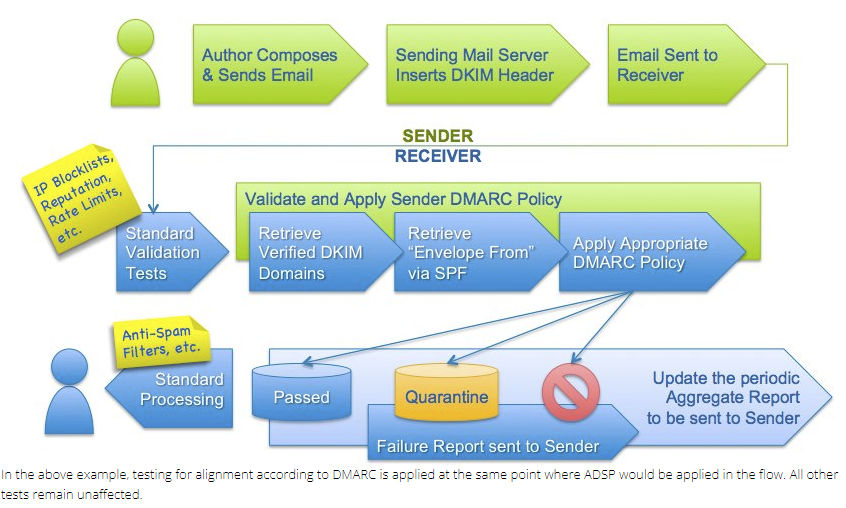 Author Composes
& Sends Email
Sending Mail Server
Inserts DKIM Header
Email Sent to
Receiver
SENDER
RECEIVER
IP Blocklists,
Reputation,
Rate Limits,
etc.
Validate and Apply Sender DMARC Policy
Standard
Validation
Tests
Retrieve
Verified DKIM
Domains
Retrieve
“Envelope From”
via SPF
Apply Appropriate
DMARC Policy
Anti-Spam
Filters, etc.
Standard
Processing
Passed
Quarantine
Update the periodic
Aggregate Report
to be sent to Sender
Failure Report sent to Sender
In the above example, testing for alignment according to DMARC is applied at the same point where ADSP would be applied in the flow. All other
tests remain unaffected.